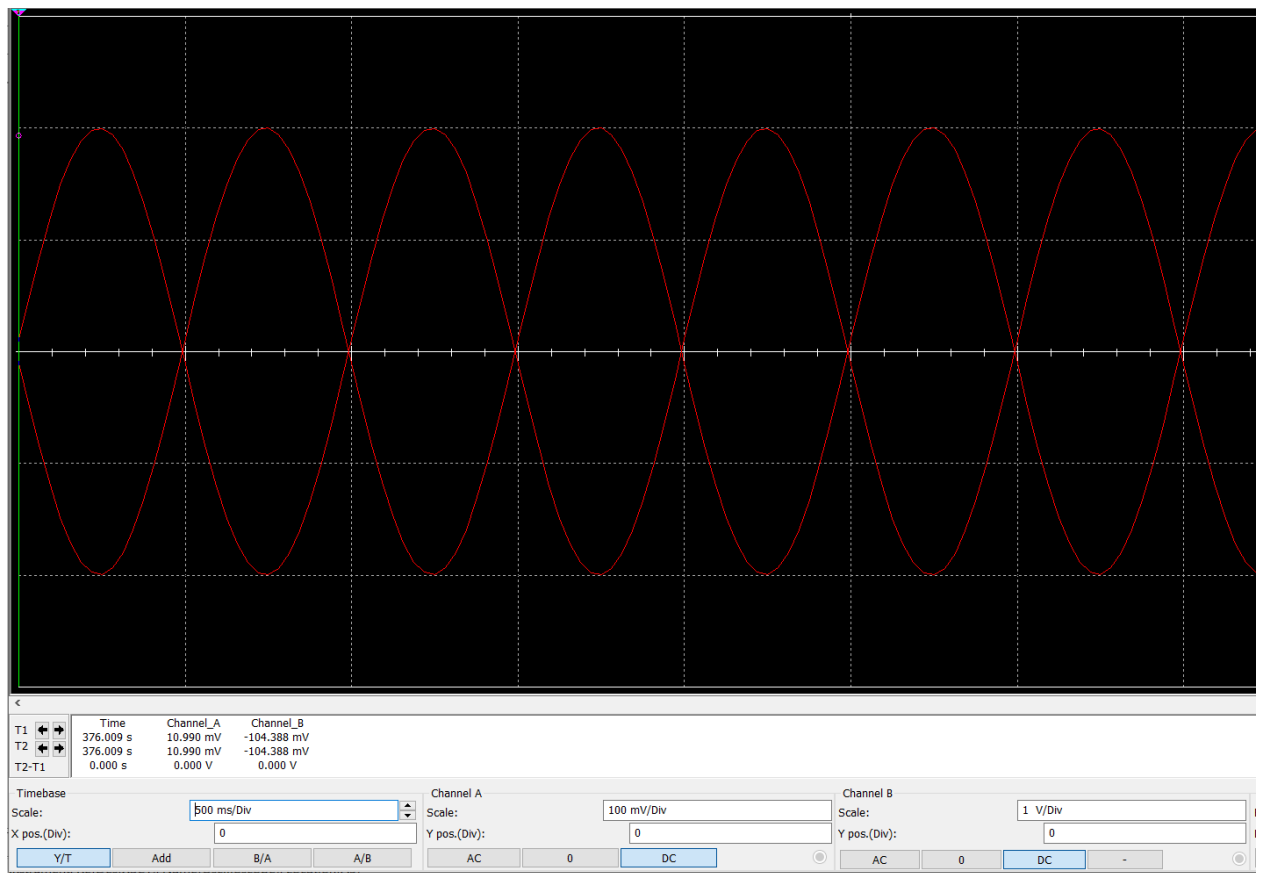 <
Time Channel_A Channel_B
T1 376.009 s 10.990 mV -104.388 mV
T2 376.009 s 10.990 mV -104.388 mV
T2-T1 0.000 s 0.000 V 0.000 V
Timebase Channel A Channel B
Scale: 500 ms/Div Scale: 100 mV/Div Scale: 1 V/Div
X pos.(Div): 0 Y pos.(Div): 0 Y pos.(Div): 0
Y/T Add B/A A/B AC 0 DC AC 0 DC -